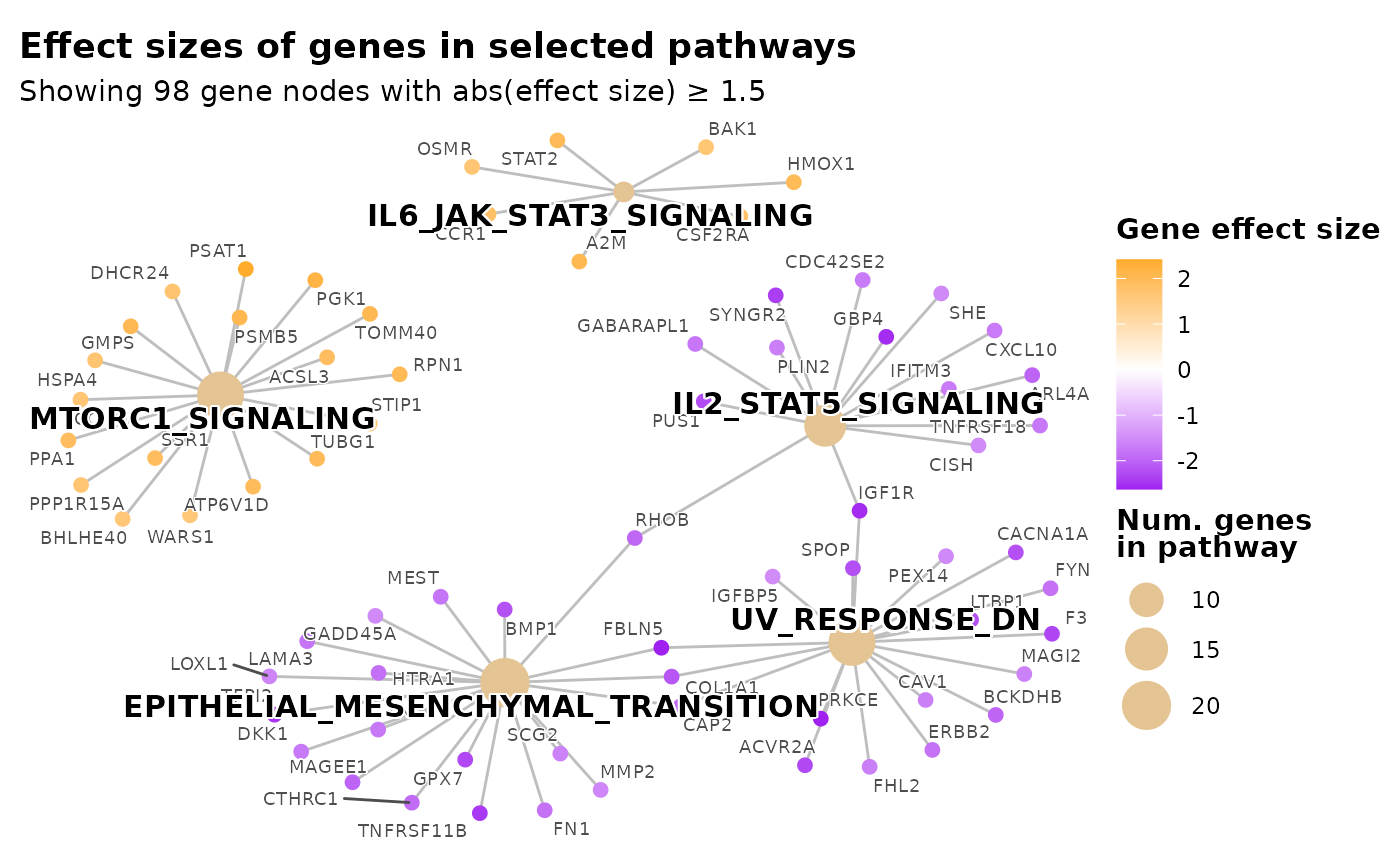 Effect sizes of genes in selected pathways
Showing 98 gene nodes with abs(effect size) ≥ 1.5
BAK1
OSMR
STAT2
HMOX1
IL6_JAK_STAT3_SIGNALING
CCR1
CSF2RA
A2M
PSAT1
DHCR24
PGK1
PSMB5
TOMM40
GMPS
HSPA4
ACSL3
RPN1
STIP1
MTORC1_SIGNALING
SSR1
TUBG1
PPA1
PPP1R15A
ATP6V1D
BHLHE40
WARS1
CDC42SE2
SYNGR2
GBP4
SHE
GABARAPL1
CXCL10
PLIN2
IFITM3
ARL4A
IL2_STAT5_SIGNALING
PUS1
TNFRSF18
CISH
IGF1R
RHOB
SPOP
CACNA1A
PEX14
FYN
IGFBP5
LTBP1
F3
UV_RESPONSE_DN
MAGI2
FBLN5
MEST
BMP1
GADD45A
LOXL1
LAMA3
HTRA1
COL1A1
CAV1
BCKDHB
PRKCE
EPITHELIAL_MESENCHYMAL_TRANSITION
CAP2
ERBB2
DKK1
SCG2
ACVR2A
MAGEE1
GPX7
MMP2
FHL2
CTHRC1
TNFRSF11B
FN1
Gene effect size
2
1
0
-1
-2
Num. genes
in pathway
10
15
20